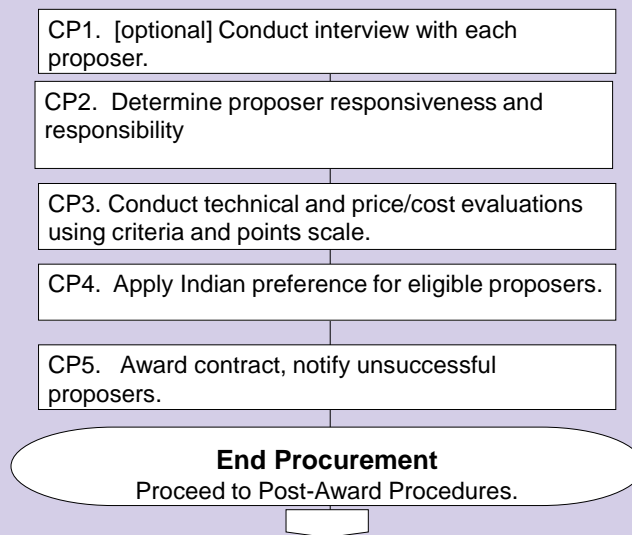 CP1. [optional] Conduct interview with each
proposer.
CP2. Determine proposer responsiveness and
responsibility
CP3. Conduct technical and price/cost evaluations
using criteria and points scale.
CP4. Apply Indian preference for eligible proposers.
CP5. Award contract, notify unsuccessful
proposers.
End Procurement
Proceed to Post-Award Procedures.